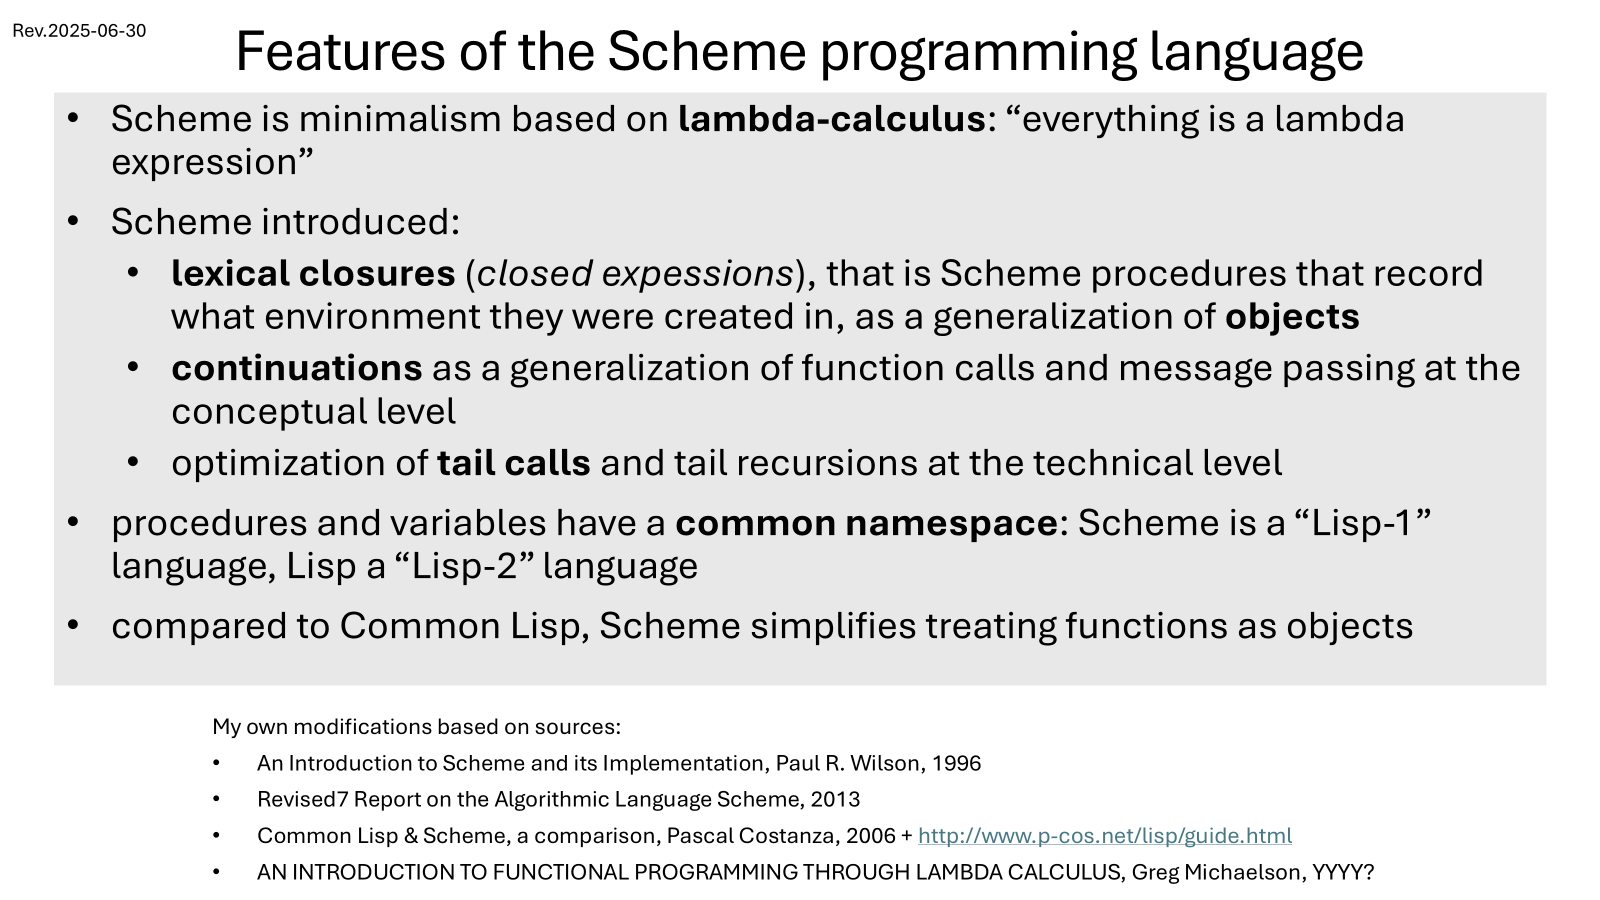 Rev.2025-06-30
Features of the Scheme programming language
• Scheme is minimalism based on lambda-calculus: “everything is a lambda
expression”
• Scheme introduced:
• lexical closures (closed expessions), that is Scheme procedures that record
what environment they were created in, as a generalization of objects
• continuations as a generalization of function calls and message passing at the
conceptual level
• optimization of tail calls and tail recursions at the technical level
• procedures and variables have a common namespace: Scheme is a “Lisp-1”
language, Lisp a “Lisp-2” language
• compared to Common Lisp, Scheme simplifies treating functions as objects
My own modifications based on sources:
• An Introduction to Scheme and its Implementation, Paul R. Wilson, 1996
• Revised7 Report on the Algorithmic Language Scheme, 2013
• Common Lisp & Scheme, a comparison, Pascal Costanza, 2006 + http://www.p-cos.net/lisp/guide.html
• AN INTRODUCTION TO FUNCTIONAL PROGRAMMING THROUGH LAMBDA CALCULUS, Greg Michaelson, YYYY?